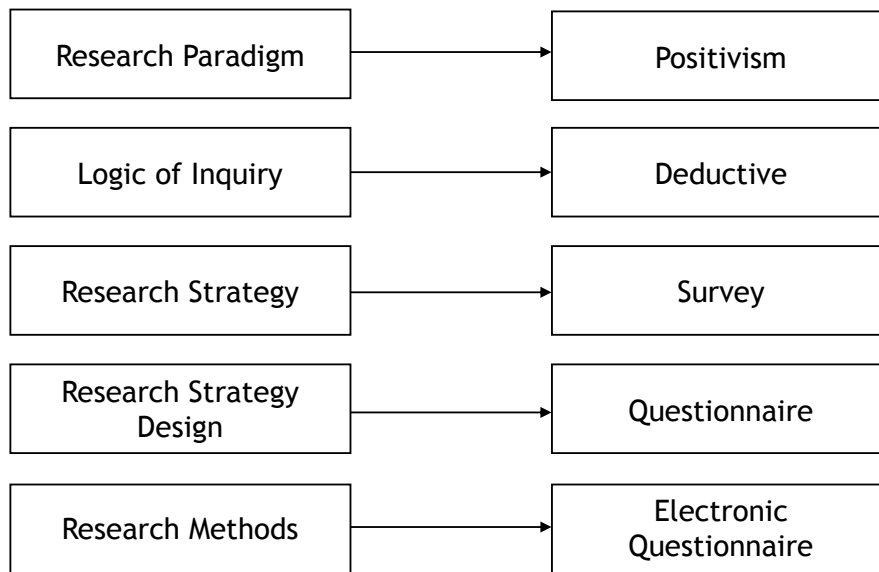 Research Paradigm
Positivism
Logic of Inquiry
Deductive
Research Strategy
Survey
Research Strategy
Design
Questionnaire
Research Methods
Electronic
Questionnaire